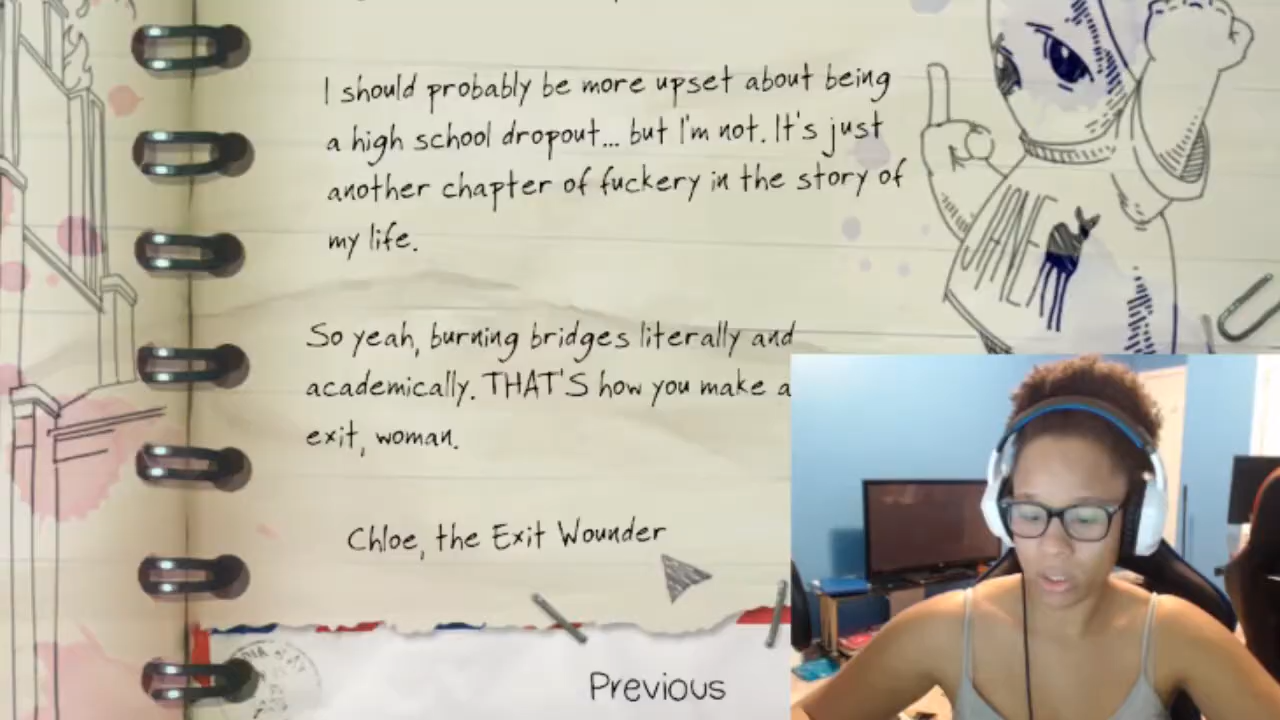 I should probably be more upset about being
a high school dropout... but I'm not. It's just
another chapter of fuckery in the story of
my life.
JANE
So yeah, burning bridges literally and
academically. THAT'S how you make a
exit, woman.
Chloe, the Exit Wounder
Previous